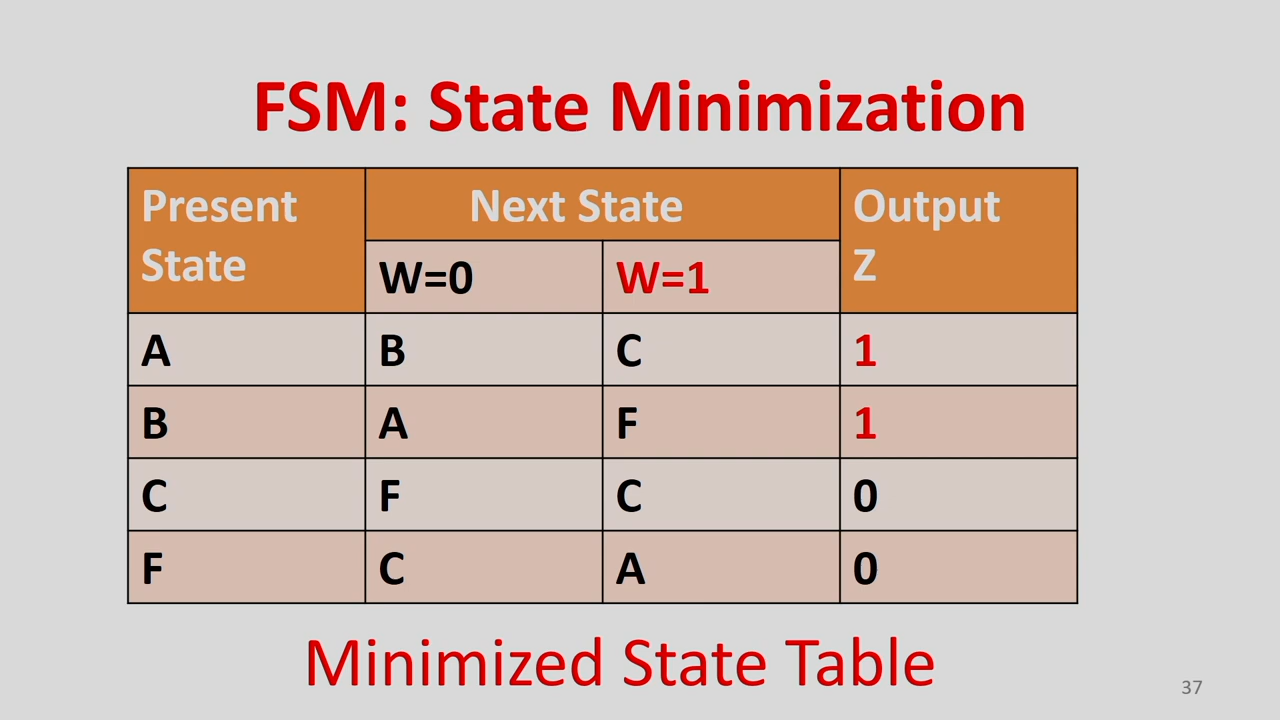 FSM: State Minimization
Present State Next State Output Z
W=0 W=1
A B C 1
B A F 1
C F C 0
F C A 0
Minimized State Table
37